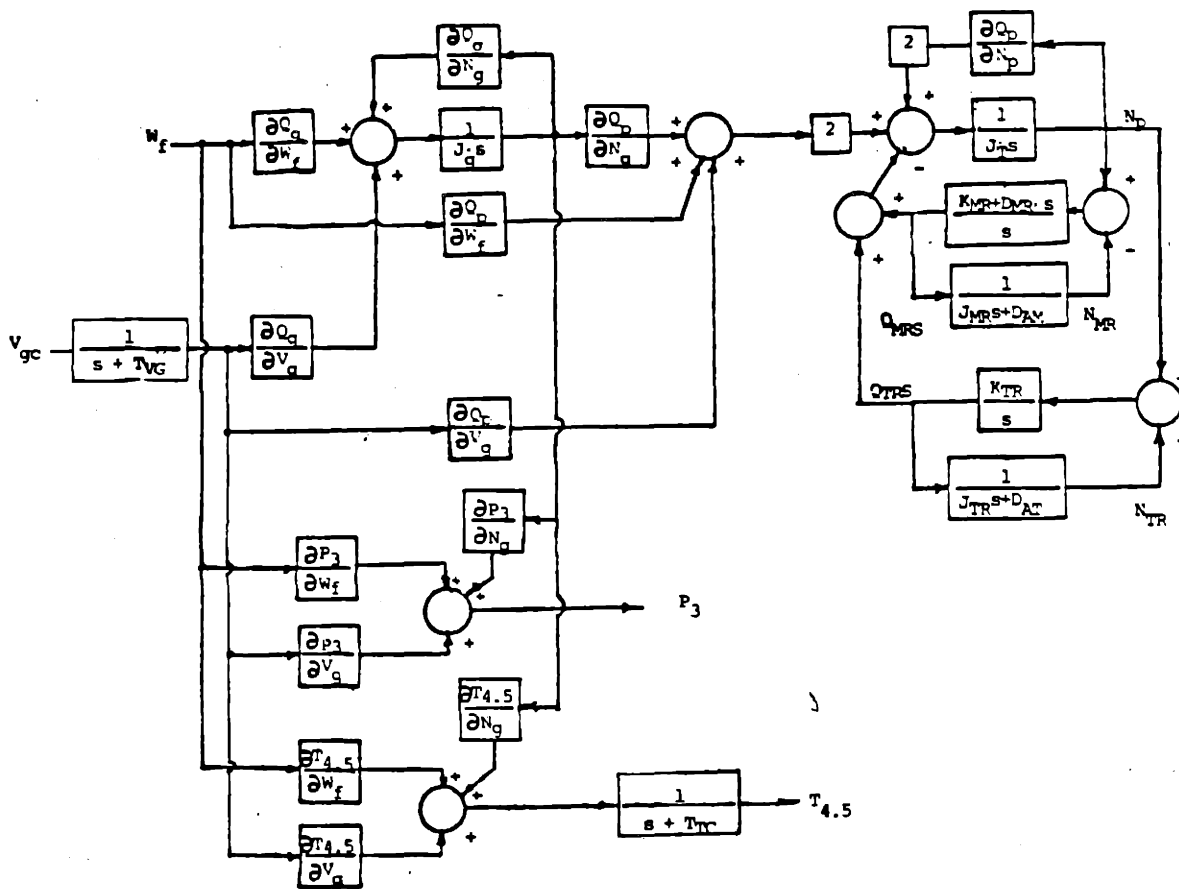 ∂Q_g / ∂N_g
2
∂Q_p / ∂N_p
W_f
∂Q_g / ∂W_f
+ + +
1 / J_g s
∂Q_p / ∂N_g
+ + +
2
+ + + -
1 / J_T s
N_p
∂Q_p / ∂W_f
+ +
K_MR+D_MR·s / s
+ -
1 / J_MR s+D_AM
Q_MRS
N_MR
V_gc
1 / s + T_VG
∂Q_g / ∂V_g
∂Q_p / ∂V_g
Q_TRS
K_TR / s
1 / J_TR s+D_AT
N_TR
∂P_3 / ∂N_g
∂P_3 / ∂W_f
+ + +
P_3
∂P_3 / ∂V_g
∂T_4.5 / ∂N_g
∂T_4.5 / ∂W_f
+ + +
1 / s + T_TC
T_4.5
∂T_4.5 / ∂V_g